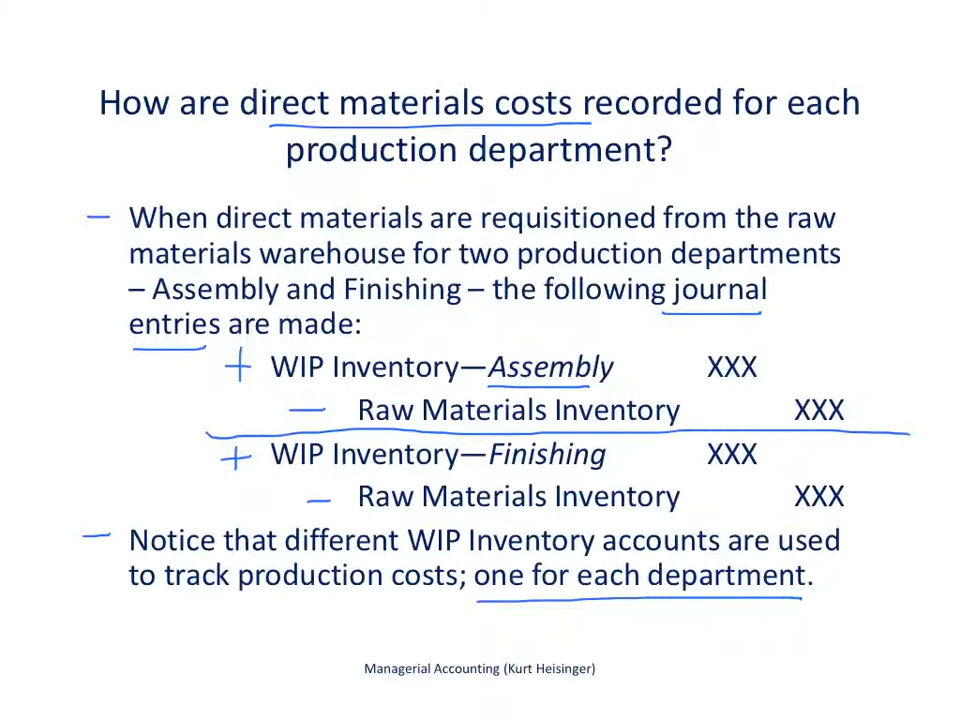 How are direct materials costs recorded for each
production department?
When direct materials are requisitioned from the raw
materials warehouse for two production departments
– Assembly and Finishing – the following journal
entries are made:
+ WIP Inventory—Assembly XXX
— Raw Materials Inventory XXX
+ WIP Inventory—Finishing XXX
– Raw Materials Inventory XXX
Notice that different WIP Inventory accounts are used
to track production costs; one for each department.
Managerial Accounting (Kurt Heisinger)